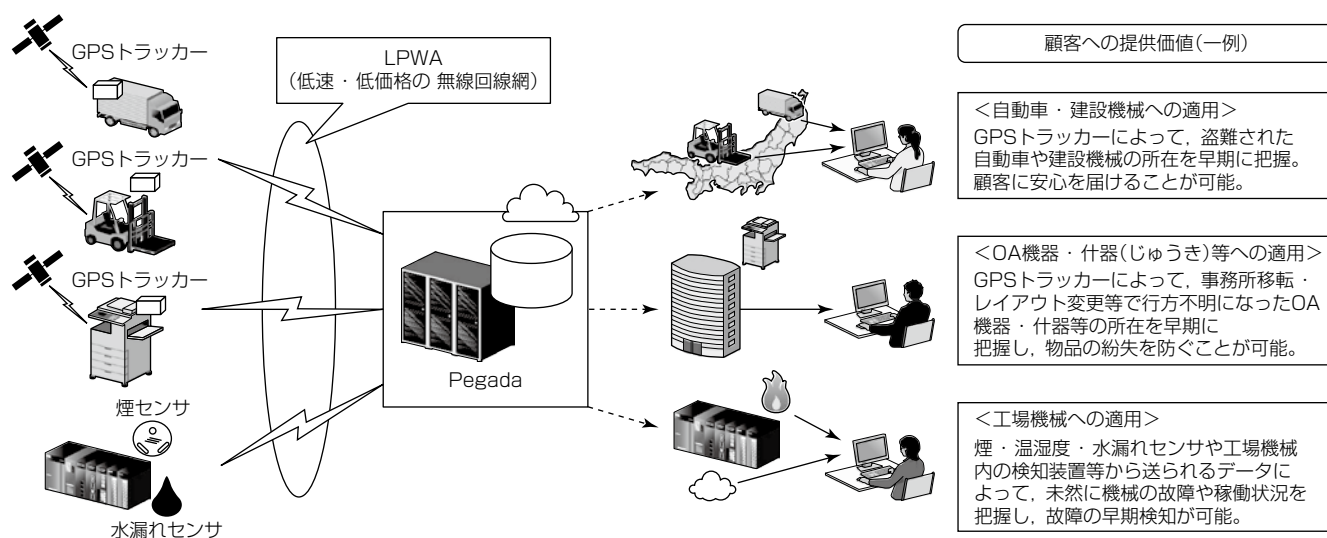 GPSトラッカー
GPSトラッカー
GPSトラッカー
煙センサ
水漏れセンサ
LPWA
(低速・低価格の 無線回線網)
Pegada
顧客への提供価値(一例)
＜自動車・建設機械への適用＞
GPSトラッカーによって, 盗難された
自動車や建設機械の所在を早期に把握。
顧客に安心を届けることが可能。
＜OA機器・什器(じゅうき)等への適用＞
GPSトラッカーによって, 事務所移転・
レイアウト変更等で行方不明になったOA
機器・什器等の所在を早期に
把握し, 物品の紛失を防ぐことが可能。
＜工場機械への適用＞
煙・温湿度・水漏れセンサや工場機械
内の検知装置等から送られるデータに
よって, 未然に機械の故障や稼働状況を
把握し, 故障の早期検知が可能。